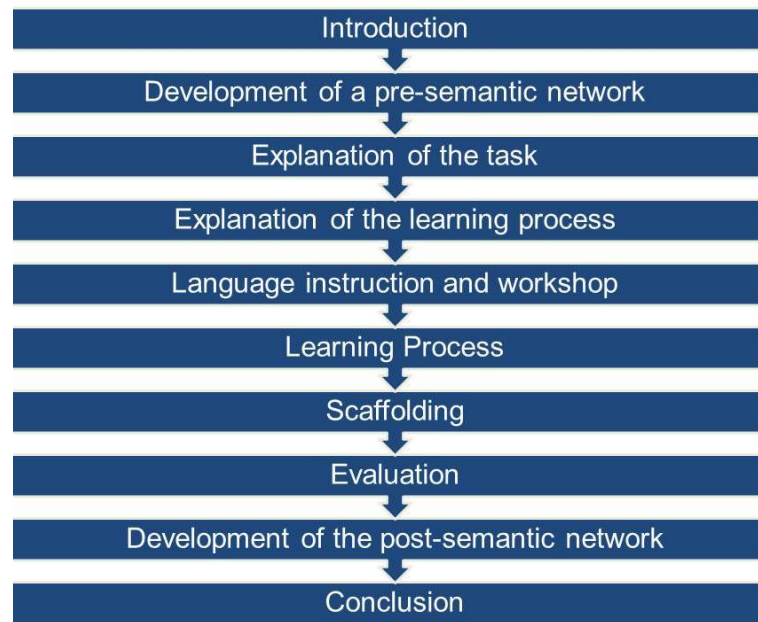 Introduction
Development of a pre-semantic network
Explanation of the task
Explanation of the learning process
Language instruction and workshop
Learning Process
Scaffolding
Evaluation
Development of the post-semantic network
Conclusion